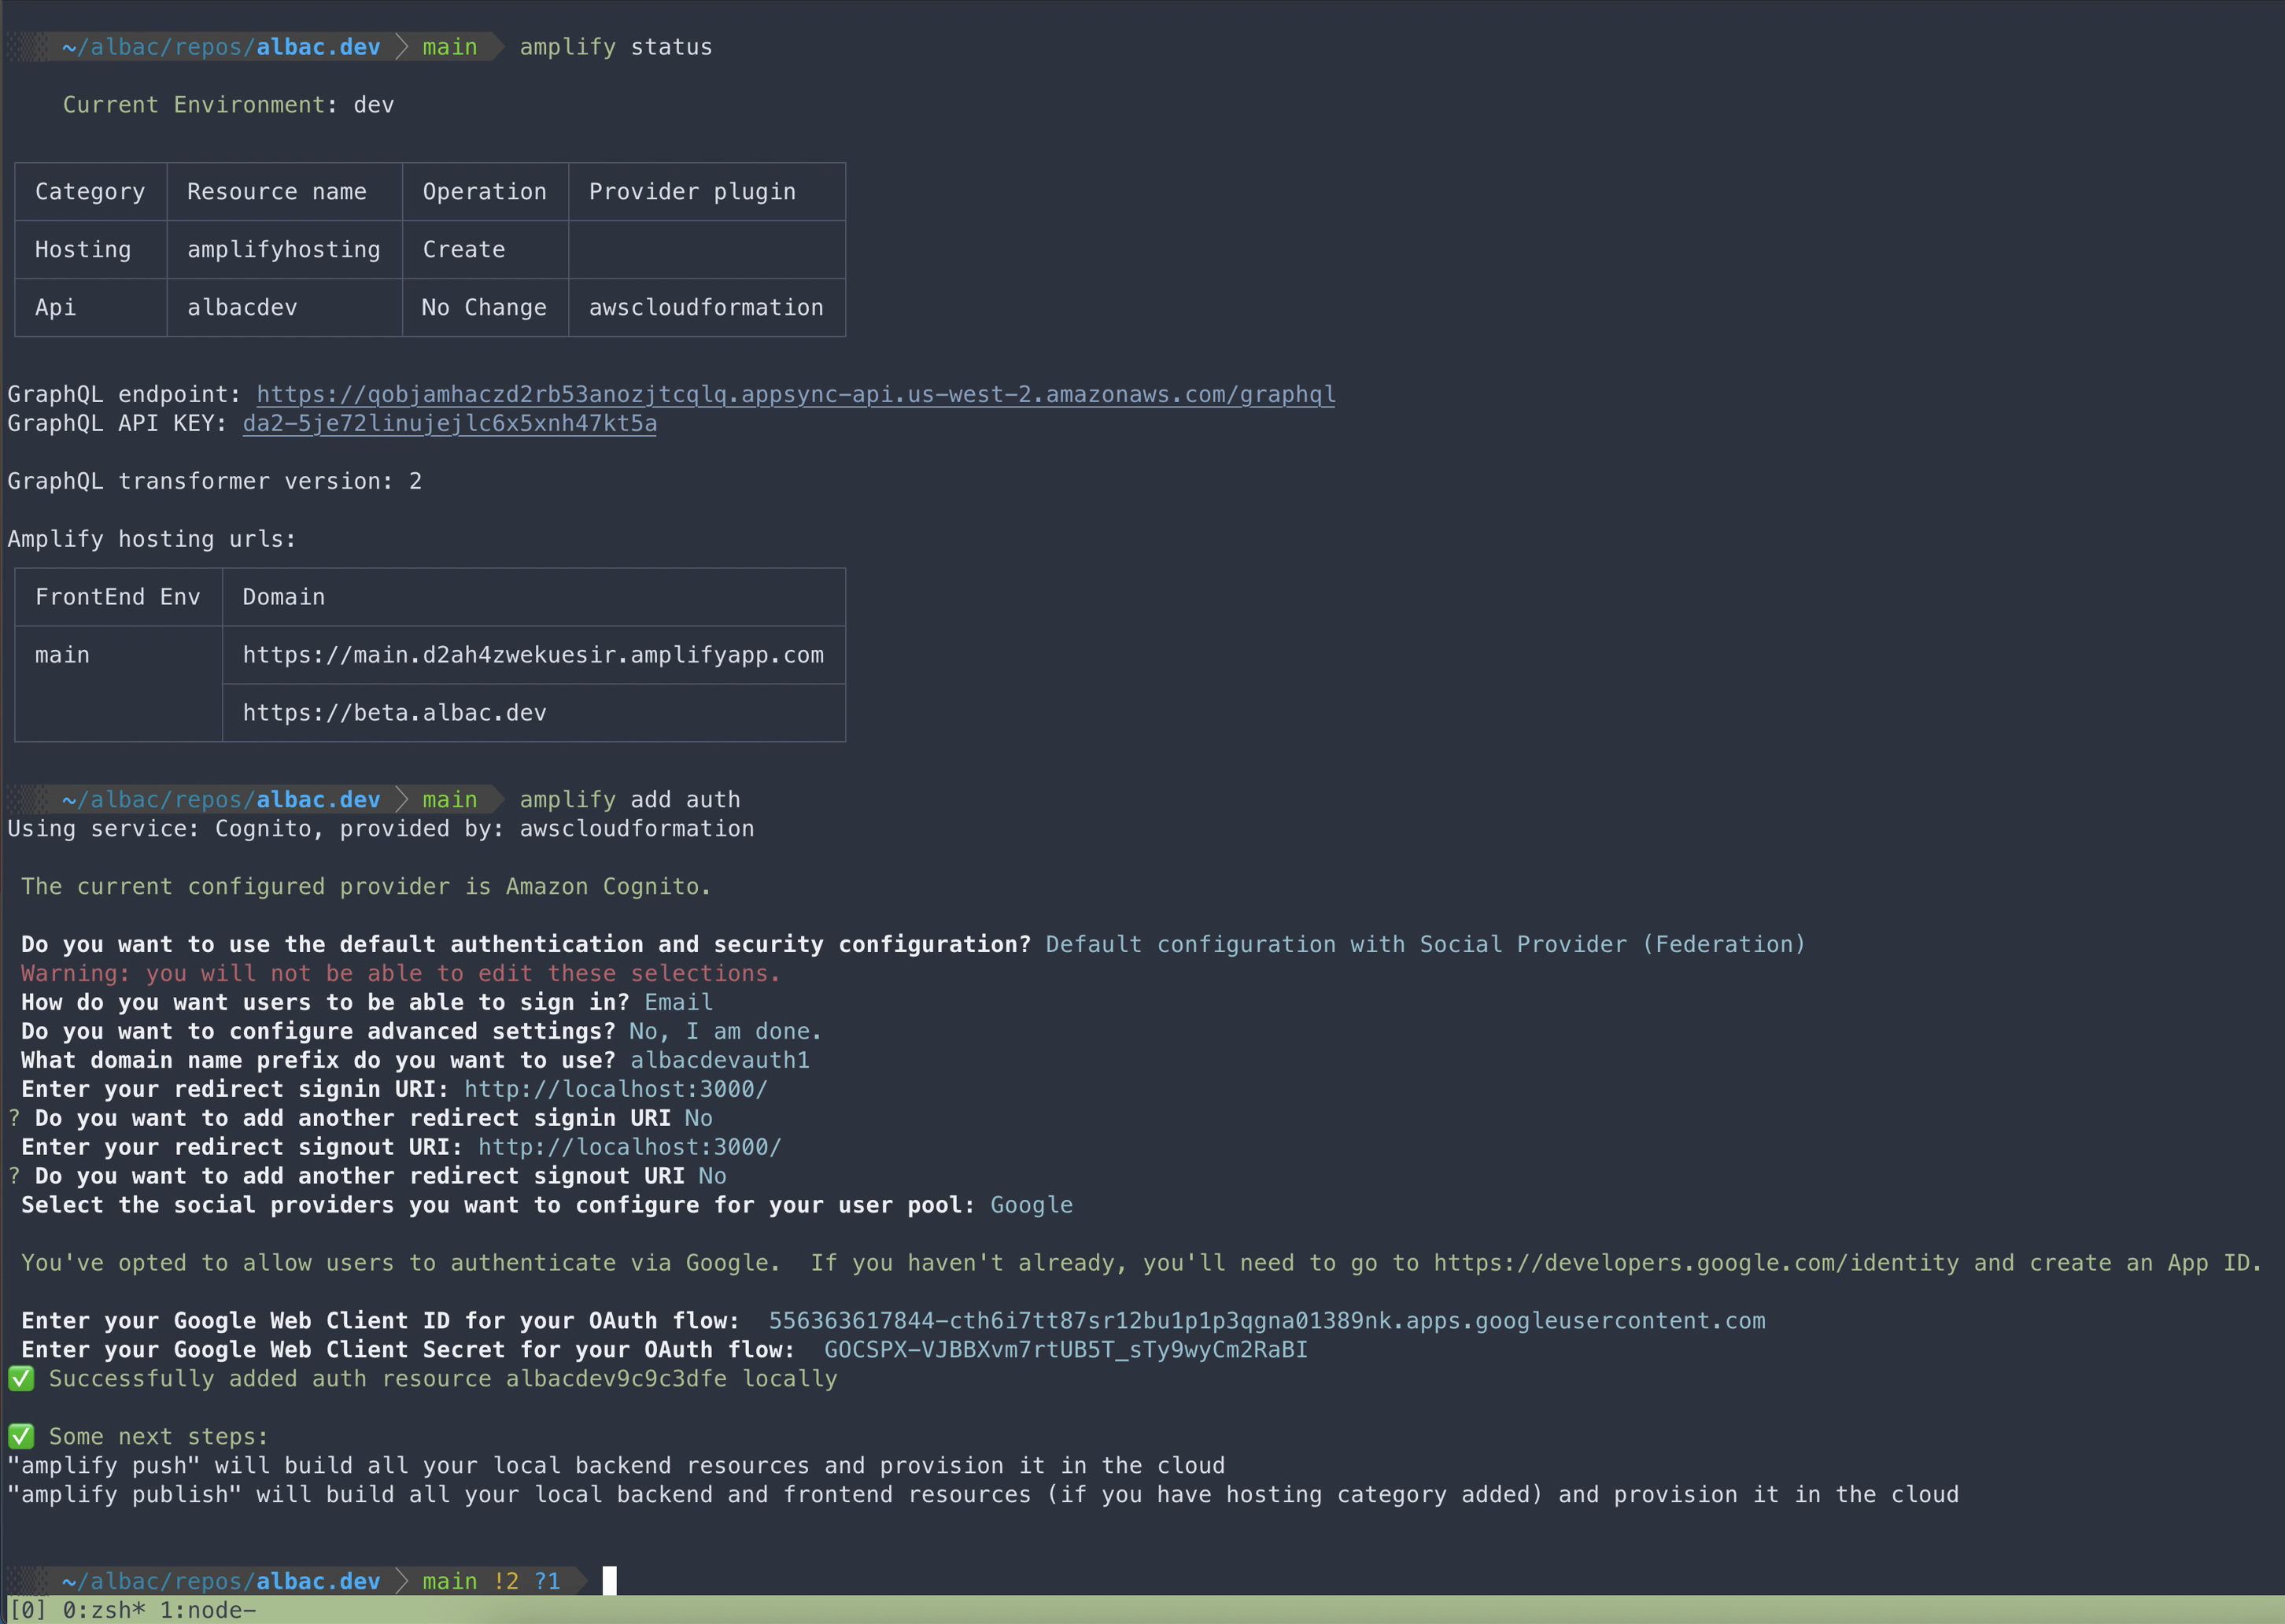 ~/albac/repos/albac.dev main amplify status
Current Environment: dev
Category Resource name Operation Provider plugin
Hosting amplifyhosting Create
Api albacdev No Change awscloudformation
GraphQL endpoint: https://qobjamhaczd2rb53anozjtcqlq.appsync-api.us-west-2.amazonaws.com/graphql
GraphQL API KEY: da2-5je72linujejlc6x5xnh47kt5a
GraphQL transformer version: 2
Amplify hosting urls:
FrontEnd Env Domain
main https://main.d2ah4zwekuesir.amplifyapp.com
https://beta.albac.dev
~/albac/repos/albac.dev main amplify add auth
Using service: Cognito, provided by: awscloudformation
The current configured provider is Amazon Cognito.
Do you want to use the default authentication and security configuration? Default configuration with Social Provider (Federation)
Warning: you will not be able to edit these selections.
How do you want users to be able to sign in? Email
Do you want to configure advanced settings? No, I am done.
What domain name prefix do you want to use? albacdevauth1
Enter your redirect signin URI: http://localhost:3000/
? Do you want to add another redirect signin URI No
Enter your redirect signout URI: http://localhost:3000/
? Do you want to add another redirect signout URI No
Select the social providers you want to configure for your user pool: Google
You've opted to allow users to authenticate via Google.  If you haven't already, you'll need to go to https://developers.google.com/identity and create an App ID.
Enter your Google Web Client ID for your OAuth flow:  556363617844-cth6i7tt87sr12bu1p1p3qgna01389nk.apps.googleusercontent.com
Enter your Google Web Client Secret for your OAuth flow:  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
✅ Successfully added auth resource albacdev9c9c3dfe locally
✅ Some next steps:
"amplify push" will build all your local backend resources and provision it in the cloud
"amplify publish" will build all your local backend and frontend resources (if you have hosting category added) and provision it in the cloud
~/albac/repos/albac.dev main !2 ?1
[0] 0:zsh* 1:node-